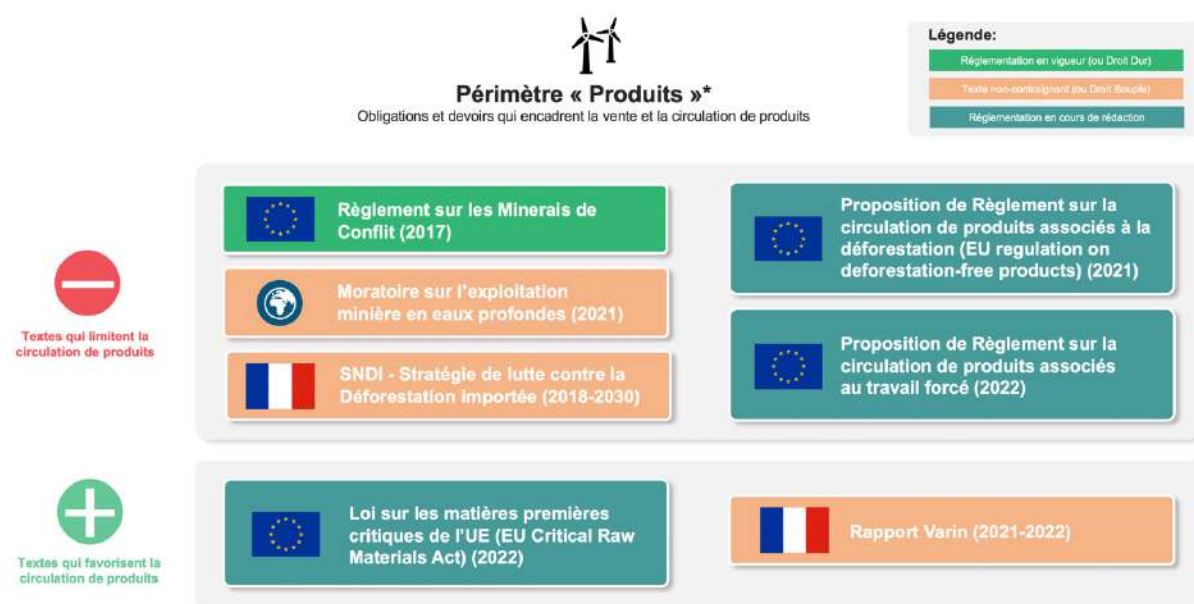 Périmètre « Produits »*
Obligations et devoirs qui encadrent la vente et la circulation de produits
Légende:
Réglementation en vigueur (ou Droit Dur)
Texte non-contraignant (ou Droit Souple)
Réglementation en cours de rédaction
Textes qui limitent la
circulation de produits
Règlement sur les Minerais de
Conflit (2017)
Moratoire sur l'exploitation
minière en eaux profondes (2021)
SNDI - Stratégie de lutte contre la
Déforestation importée (2018-2030)
Proposition de Règlement sur la
circulation de produits associés à la
déforestation (EU regulation on
deforestation-free products) (2021)
Proposition de Règlement sur la
circulation de produits associés
au travail forcé (2022)
Textes qui favorisent la
circulation de produits
Loi sur les matières premières
critiques de l'UE (EU Critical Raw
Materials Act) (2022)
Rapport Varin (2021-2022)